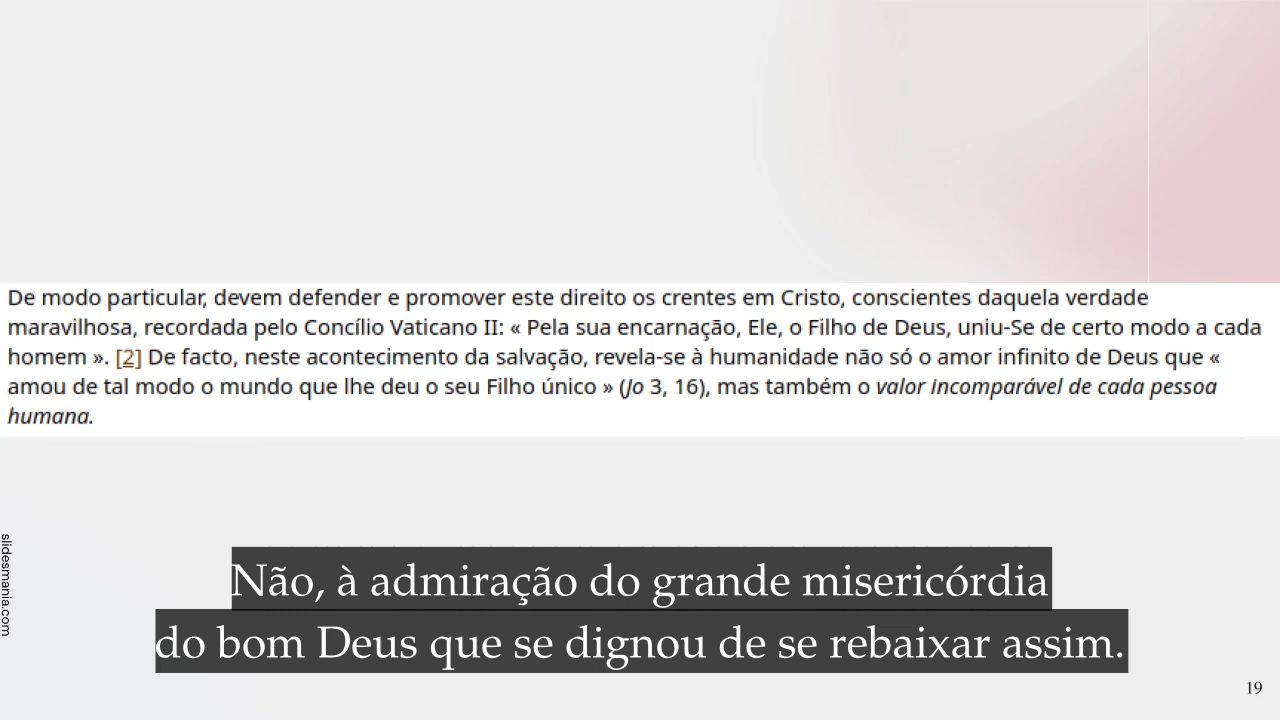 De modo particular, devem defender e promover este direito os crentes em Cristo, conscientes daquela verdade
maravilhosa, recordada pelo Concílio Vaticano II: « Pela sua encarnação, Ele, o Filho de Deus, uniu-Se de certo modo a cada
homem ». [2] De facto, neste acontecimento da salvação, revela-se à humanidade não só o amor infinito de Deus que «
amou de tal modo o mundo que lhe deu o seu Filho único » (Jo 3, 16), mas também o valor incomparável de cada pessoa
humana.
slidesmania.com
Não, à admiração do grande misericórdia
do bom Deus que se dignou de se rebaixar assim.
19